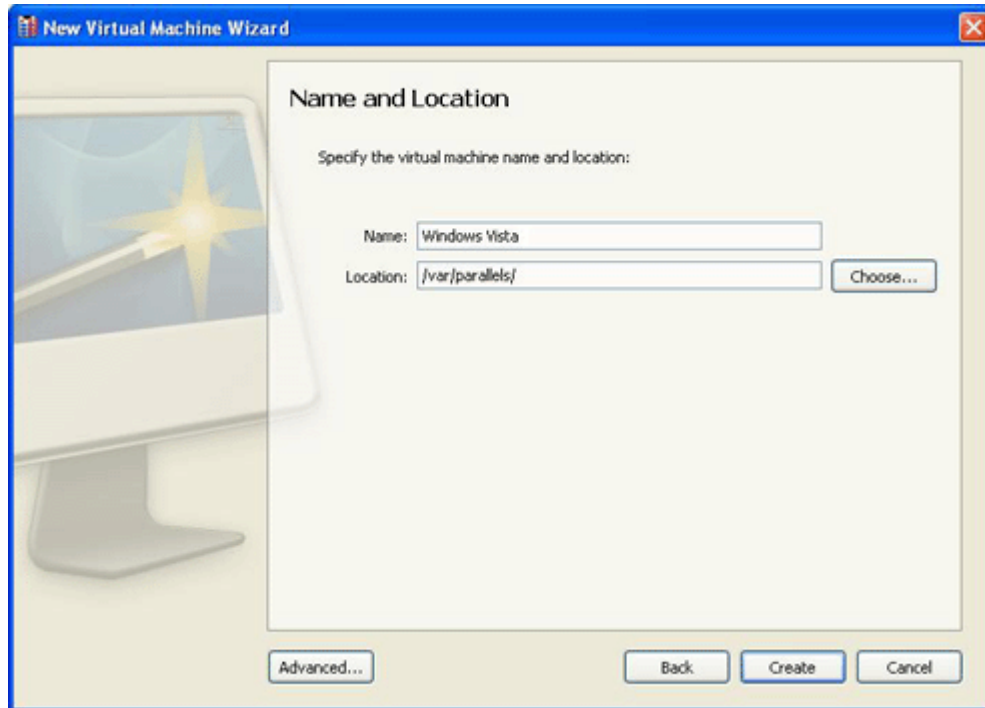 New Virtual Machine Wizard
Name and Location
Specify the virtual machine name and location:
Name: Windows Vista
Location: /var/parallels/ Choose...
Advanced... Back Create Cancel